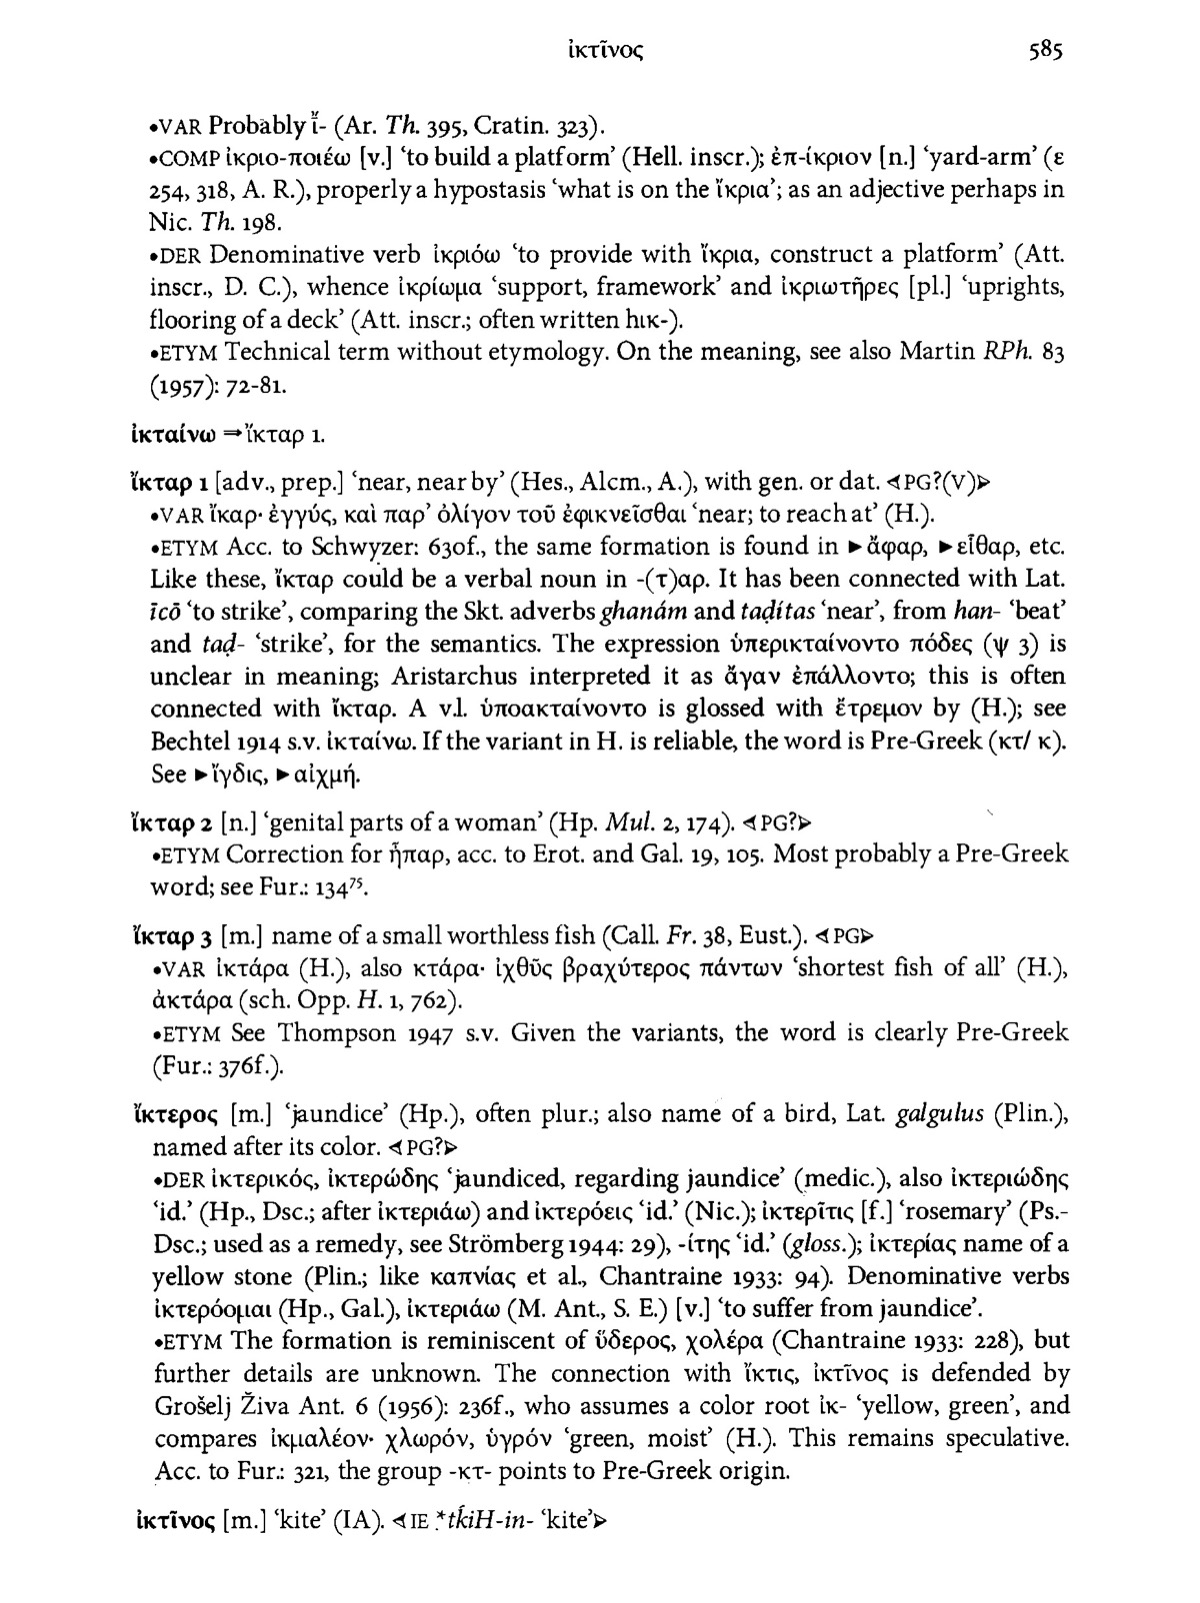 ἰκτῖνος 585
•VAR Probably ἴ̆- (Ar. Th. 395, Cratin. 323).
•COMP ἰκριο-ποιέω [v.] ‘to build a platform’ (Hell. inscr.); ἐπ-ίκριον [n.] ‘yard-arm’ (ε
254, 318, A. R.), properly a hypostasis ‘what is on the ἴκρια’; as an adjective perhaps in
Nic. Th. 198.
•DER Denominative verb ἰκριόω ‘to provide with ἴκρια, construct a platform’ (Att.
inscr., D. C.), whence ἰκρίωμα ‘support, framework’ and ἰκριωτῆρες [pl.] ‘uprights,
flooring of a deck’ (Att. inscr.; often written hικ-).
•ETYM Technical term without etymology. On the meaning, see also Martin RPh. 83
(1957): 72-81.
ἰκταίνω ⇒ ἴκταρ 1.
ἴκταρ 1 [adv., prep.] ‘near, near by’ (Hes., Alcm., A.), with gen. or dat. ⊲PG?(V)⊳
•VAR ἴκαρ· ἐγγύς, καὶ παρ’ ὀλίγον τοῦ ἐφικνεῖσθαι ‘near; to reach at’ (H.).
•ETYM Acc. to Schwyzer: 630f., the same formation is found in ►ἄφαρ, ►εἶθαρ, etc.
Like these, ἴκταρ could be a verbal noun in -(τ)αρ. It has been connected with Lat.
īcō ‘to strike’, comparing the Skt. adverbs ghanám and taḍítas ‘near’, from han- ‘beat’
and taḍ- ‘strike’, for the semantics. The expression ὑπερικταίνοντο πόδες (ψ 3) is
unclear in meaning; Aristarchus interpreted it as ἄγαν ἐπάλλοντο; this is often
connected with ἴκταρ. A v.l. ὑποακταίνοντο is glossed with ἔτρεμον by (H.); see
Bechtel 1914 s.v. ἰκταίνω. If the variant in H. is reliable, the word is Pre-Greek (κτ/ κ).
See ►ἴγδις, ►αἰχμή.
ἴκταρ 2 [n.] ‘genital parts of a woman’ (Hp. Mul. 2, 174). ⊲PG?⊳
•ETYM Correction for ἧπαρ, acc. to Erot. and Gal. 19, 105. Most probably a Pre-Greek
word; see Fur.: 134⁷⁵.
ἴκταρ 3 [m.] name of a small worthless fish (Call. Fr. 38, Eust.). ⊲PG⊳
•VAR ἰκτάρα (H.), also κτάρα· ἰχθῦς βραχύτερος πάντων ‘shortest fish of all’ (H.),
ἀκτάρα (sch. Opp. H. 1, 762).
•ETYM See Thompson 1947 s.v. Given the variants, the word is clearly Pre-Greek
(Fur.: 376f.).
ἴκτερος [m.] ‘jaundice’ (Hp.), often plur.; also name of a bird, Lat. galgulus (Plin.),
named after its color. ⊲PG?⊳
•DER ἰκτερικός, ἰκτερώδης ‘jaundiced, regarding jaundice’ (medic.), also ἰκτεριώδης
‘id.’ (Hp., Dsc.; after ἰκτεριάω) and ἰκτερόεις ‘id.’ (Nic.); ἰκτερῖτις [f.] ‘rosemary’ (Ps.-
Dsc.; used as a remedy, see Strömberg 1944: 29), -ίτης ‘id.’ (gloss.); ἰκτερίας name of a
yellow stone (Plin.; like καπνίας et al., Chantraine 1933: 94). Denominative verbs
ἰκτερόομαι (Hp., Gal.), ἰκτεριάω (M. Ant., S. E.) [v.] ‘to suffer from jaundice’.
•ETYM The formation is reminiscent of ὕδερος, χολέρα (Chantraine 1933: 228), but
further details are unknown. The connection with ἴκτις, ἰκτῖνος is defended by
Grošelj Živa Ant. 6 (1956): 236f., who assumes a color root ἰκ- ‘yellow, green’, and
compares ἰκμαλέον· χλωρόν, ὑγρόν ‘green, moist’ (H.). This remains speculative.
Acc. to Fur.: 321, the group -κτ- points to Pre-Greek origin.
ἰκτῖνος [m.] ‘kite’ (IA). ⊲IE *tḱiH-in- ‘kite’⊳